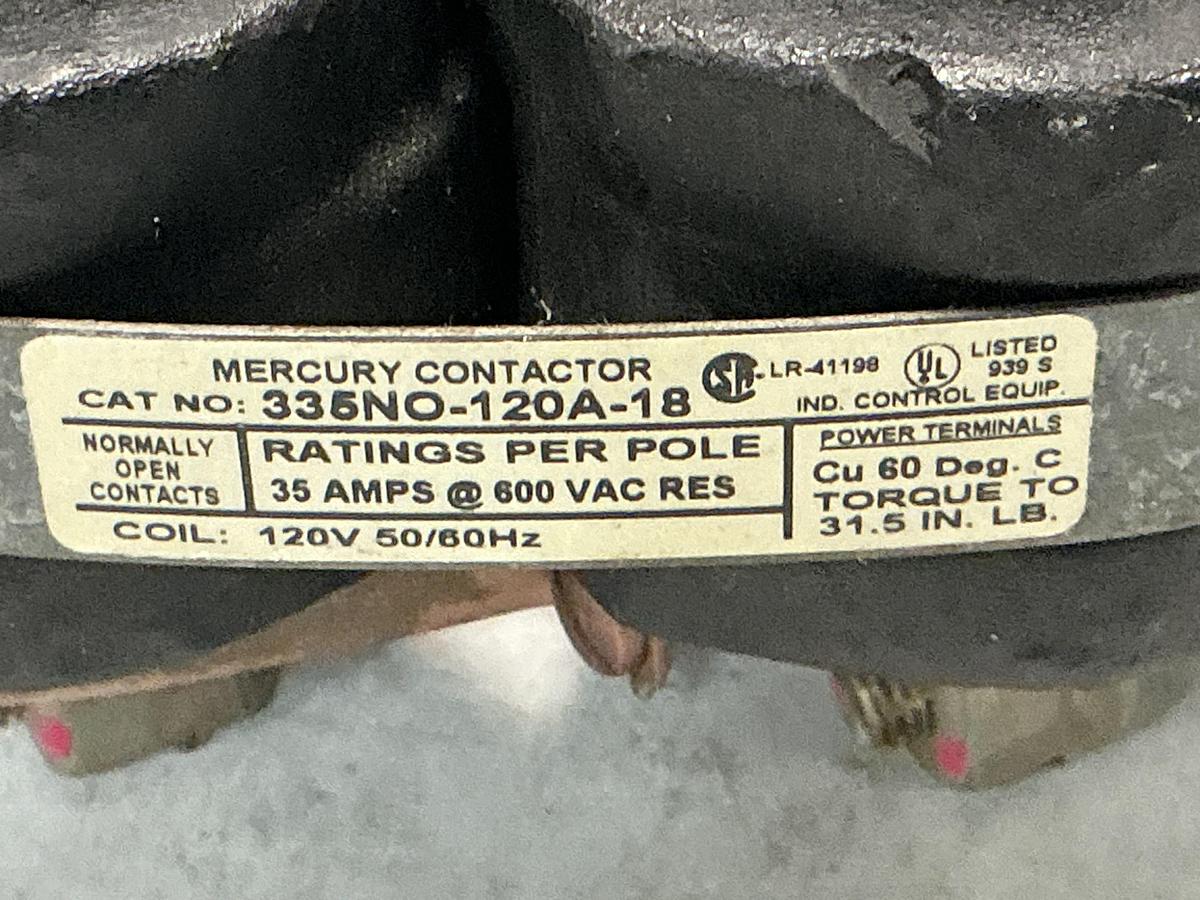 MERCURY CONTACTOR
CAT NO: 335NO-120A-18
SA LR-41198
UL LISTED
939 S
IND. CONTROL EQUIP.
NORMALLY
OPEN
CONTACTS
RATINGS PER POLE
35 AMPS @ 600 VAC RES
COIL: 120V 50/60Hz
POWER TERMINALS
Cu 60 Deg. C
TORQUE TO
31.5 IN. LB.